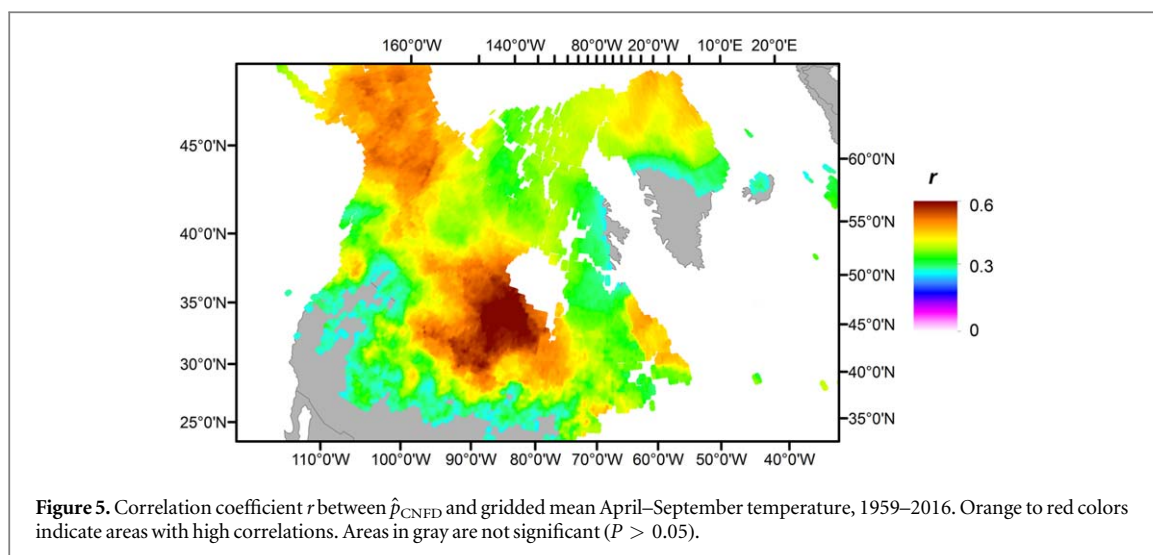 160°0'W 140°0'W 80°0'W 20°0'W 10°0'E 20°0'E
45°0'N 60°0'N
r
0.6
40°0'N 55°0'N
0.3
35°0'N 50°0'N
45°0'N
0
30°0'N 40°0'N
25°0'N 35°0'N
110°0'W 100°0'W 90°0'W 80°0'W 70°0'W 60°0'W 50°0'W 40°0'W
Figure 5. Correlation coefficient r between p̂CNFD and gridded mean April–September temperature, 1959–2016. Orange to red colors
indicate areas with high correlations. Areas in gray are not significant (P > 0.05).